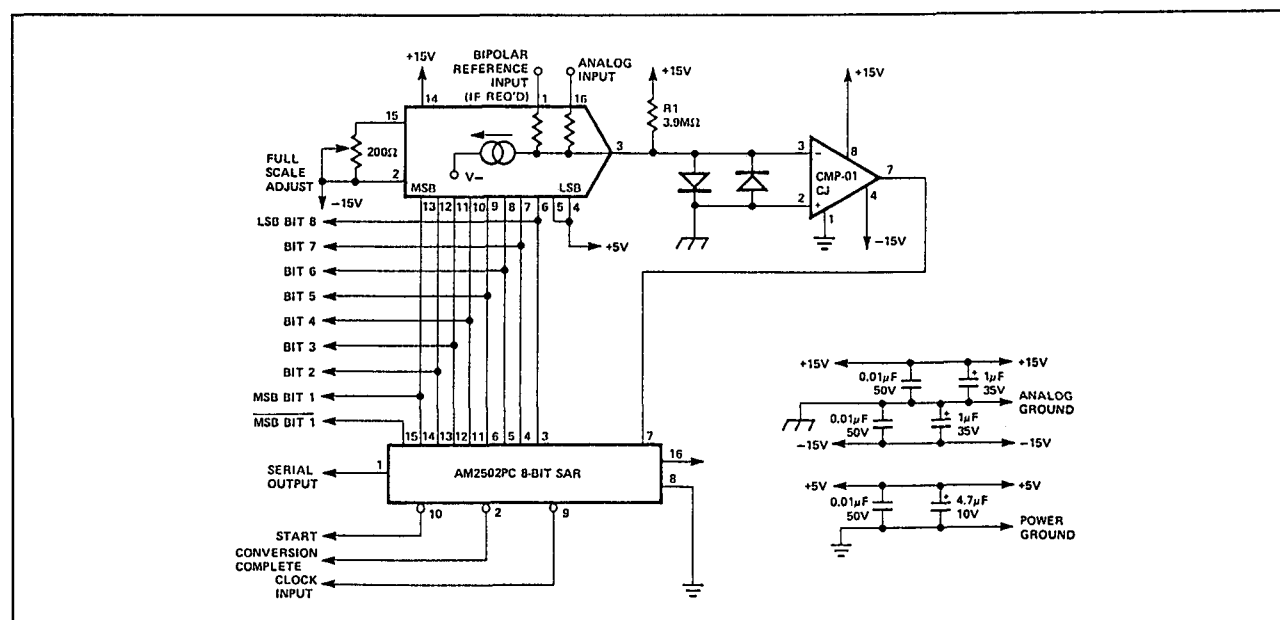 +15V
BIPOLAR
REFERENCE
INPUT
(IF REQ'D)
ANALOG
INPUT
+15V
+15V
14
1
16
15
R1
3.9MΩ
200Ω
3
3
−
8
7
FULL
SCALE
ADJUST
V−
CMP-01
CJ
2
MSB
LSB
2
+
4
1
−15V
13 12 11 10 9 8 7 6 5 4
−15V
LSB BIT 8
+5V
BIT 7
BIT 6
BIT 5
BIT 4
BIT 3
BIT 2
MSB BIT 1
MSB BIT 1
+15V
+15V
0.01µF
50V
+
1µF
35V
ANALOG
GROUND
0.01µF
50V
+
1µF
35V
−15V
−15V
15 14 13 12 11 6 5 4 3
7
1
AM2502PC 8-BIT SAR
16
8
SERIAL
OUTPUT
+5V
+5V
0.01µF
50V
+
4.7µF
10V
POWER
GROUND
10
2
9
START
CONVERSION
COMPLETE
CLOCK
INPUT